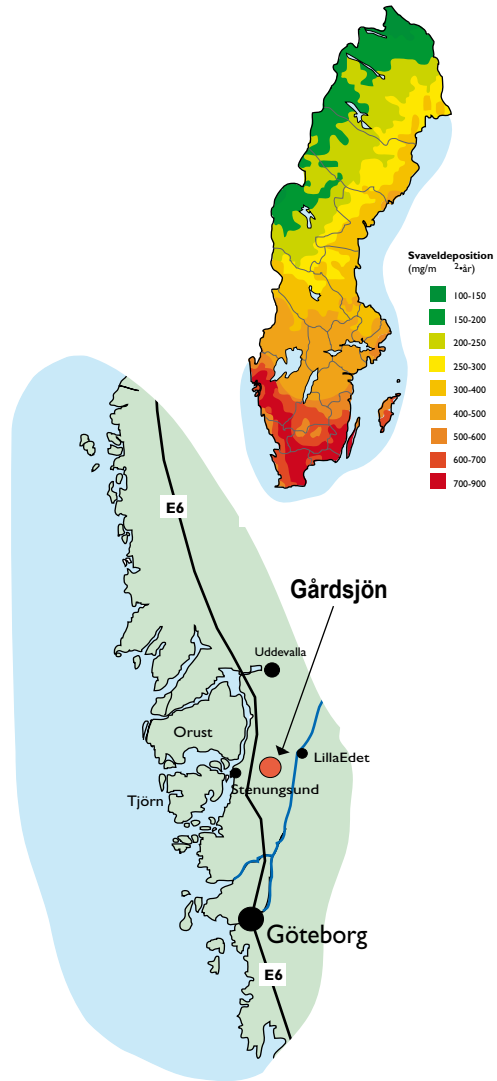 Svaveldeposition
(mg/m 2•år)
100-150
150-200
200-250
250-300
300-400
400-500
500-600
600-700
700-900
E6
Gårdsjön
Uddevalla
Orust
LillaEdet
Stenungsund
Tjörn
Göteborg
E6